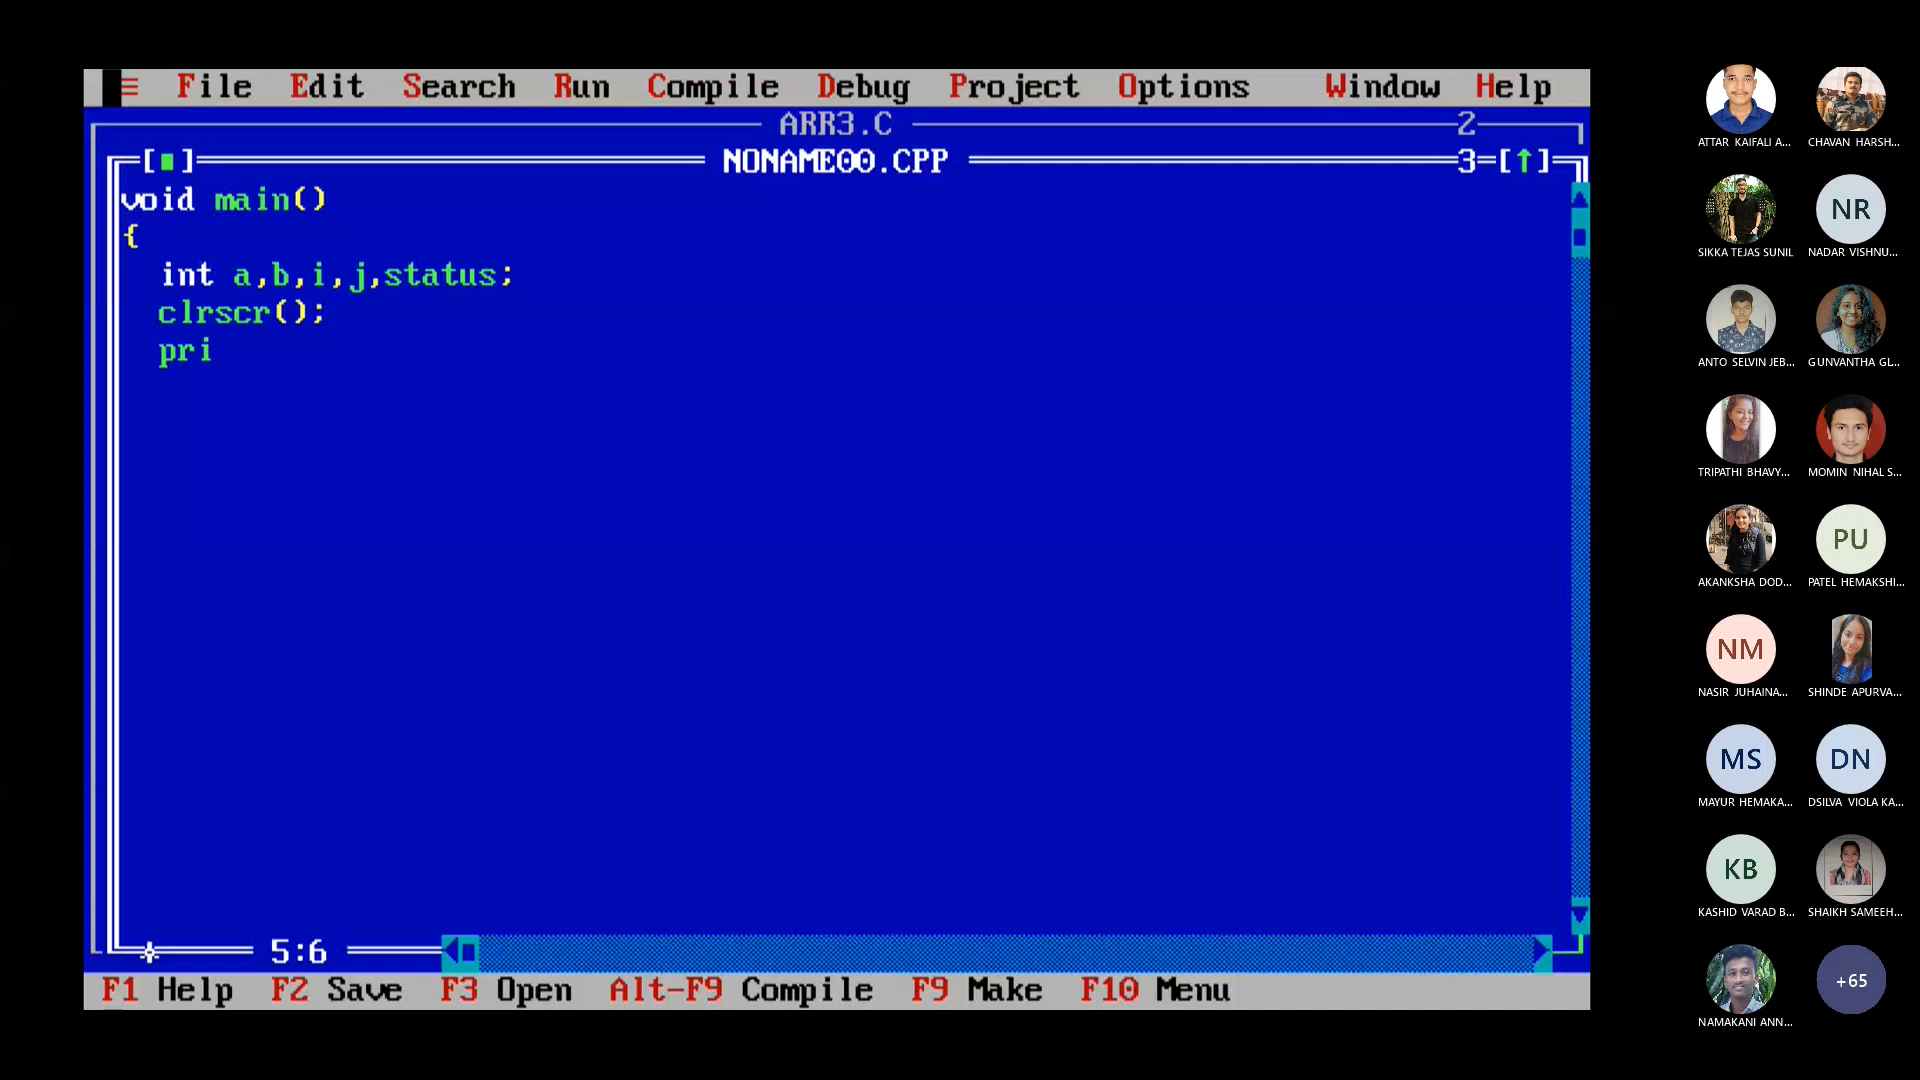 ≡ File Edit Search Run Compile Debug Project Options Window Help
ARR3.C 2
[■] NONAME00.CPP 3=[↑]
void main()
{
int a,b,i,j,status;
clrscr();
pri
5:6
F1 Help F2 Save F3 Open Alt-F9 Compile F9 Make F10 Menu
ATTAR KAIFALI A... CHAVAN HARSH...
NR
SIKKA TEJAS SUNIL NADAR VISHNU...
ANTO SELVIN JEB... GUNVANTHA GL...
TRIPATHI BHAVY... MOMIN NIHAL S...
PU
AKANKSHA DOD... PATEL HEMAKSHI...
NM
NASIR JUHAINA... SHINDE APURVA...
MS DN
MAYUR HEMAKA... DSILVA VIOLA KA...
KB
KASHID VARAD B... SHAIKH SAMEEH...
+65
NAMAKANI ANN...